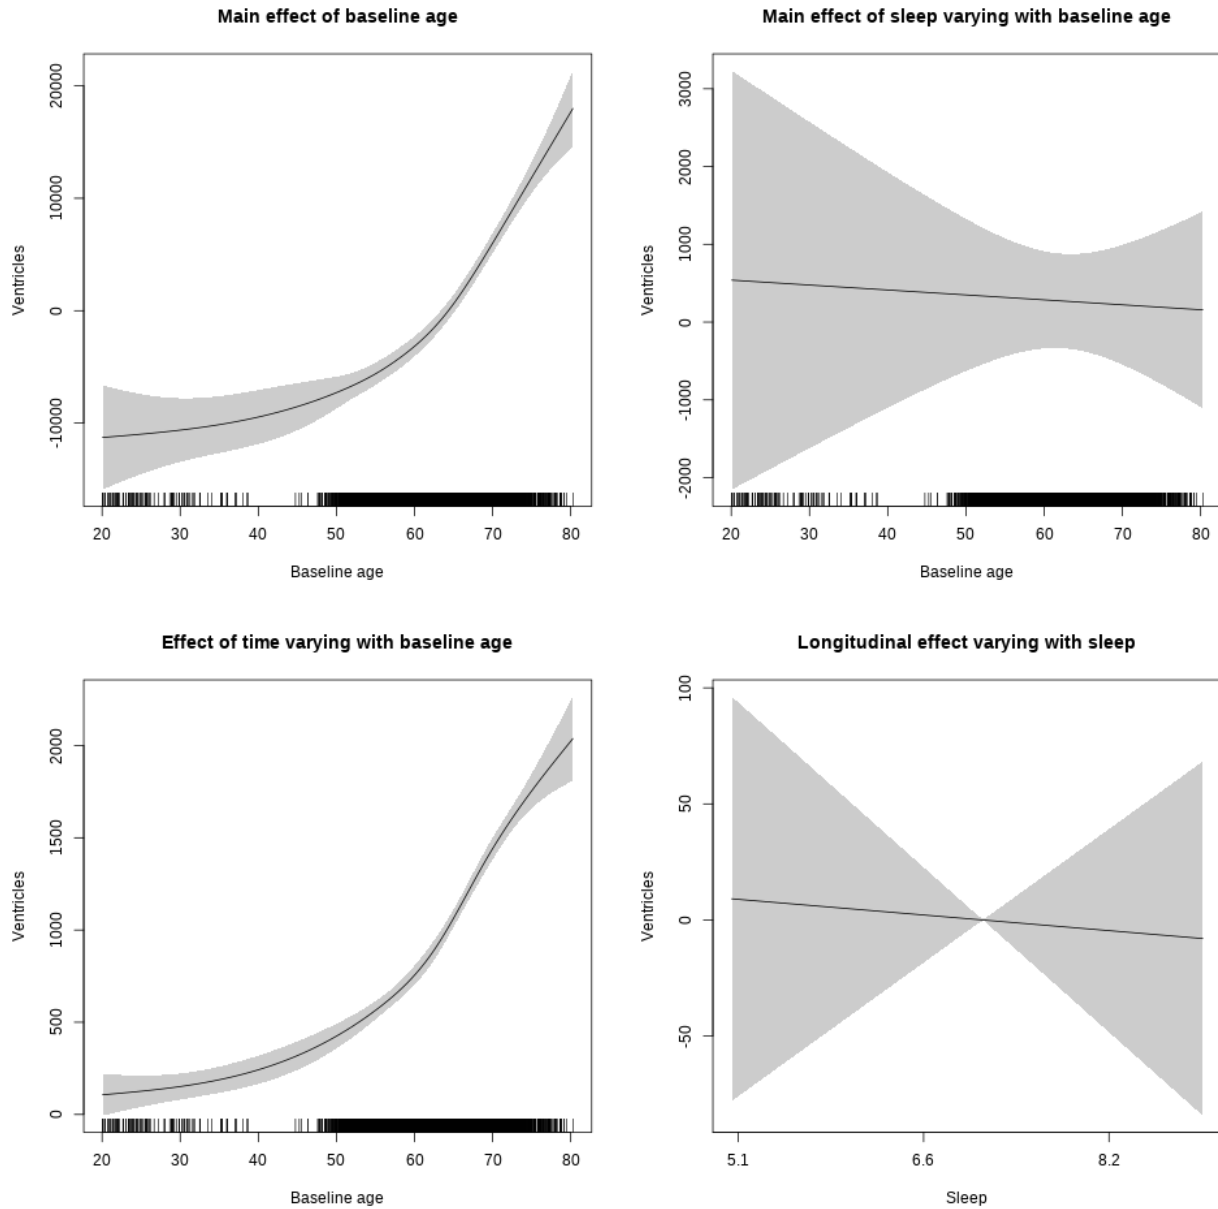 Main effect of baseline age
Ventricles
20000
10000
0
-10000
20 30 40 50 60 70 80
Baseline age
Main effect of sleep varying with baseline age
Ventricles
3000
2000
1000
0
-1000
-2000
20 30 40 50 60 70 80
Baseline age
Effect of time varying with baseline age
Ventricles
2000
1500
1000
500
0
20 30 40 50 60 70 80
Baseline age
Longitudinal effect varying with sleep
Ventricles
100
50
0
-50
5.1 6.6 8.2
Sleep